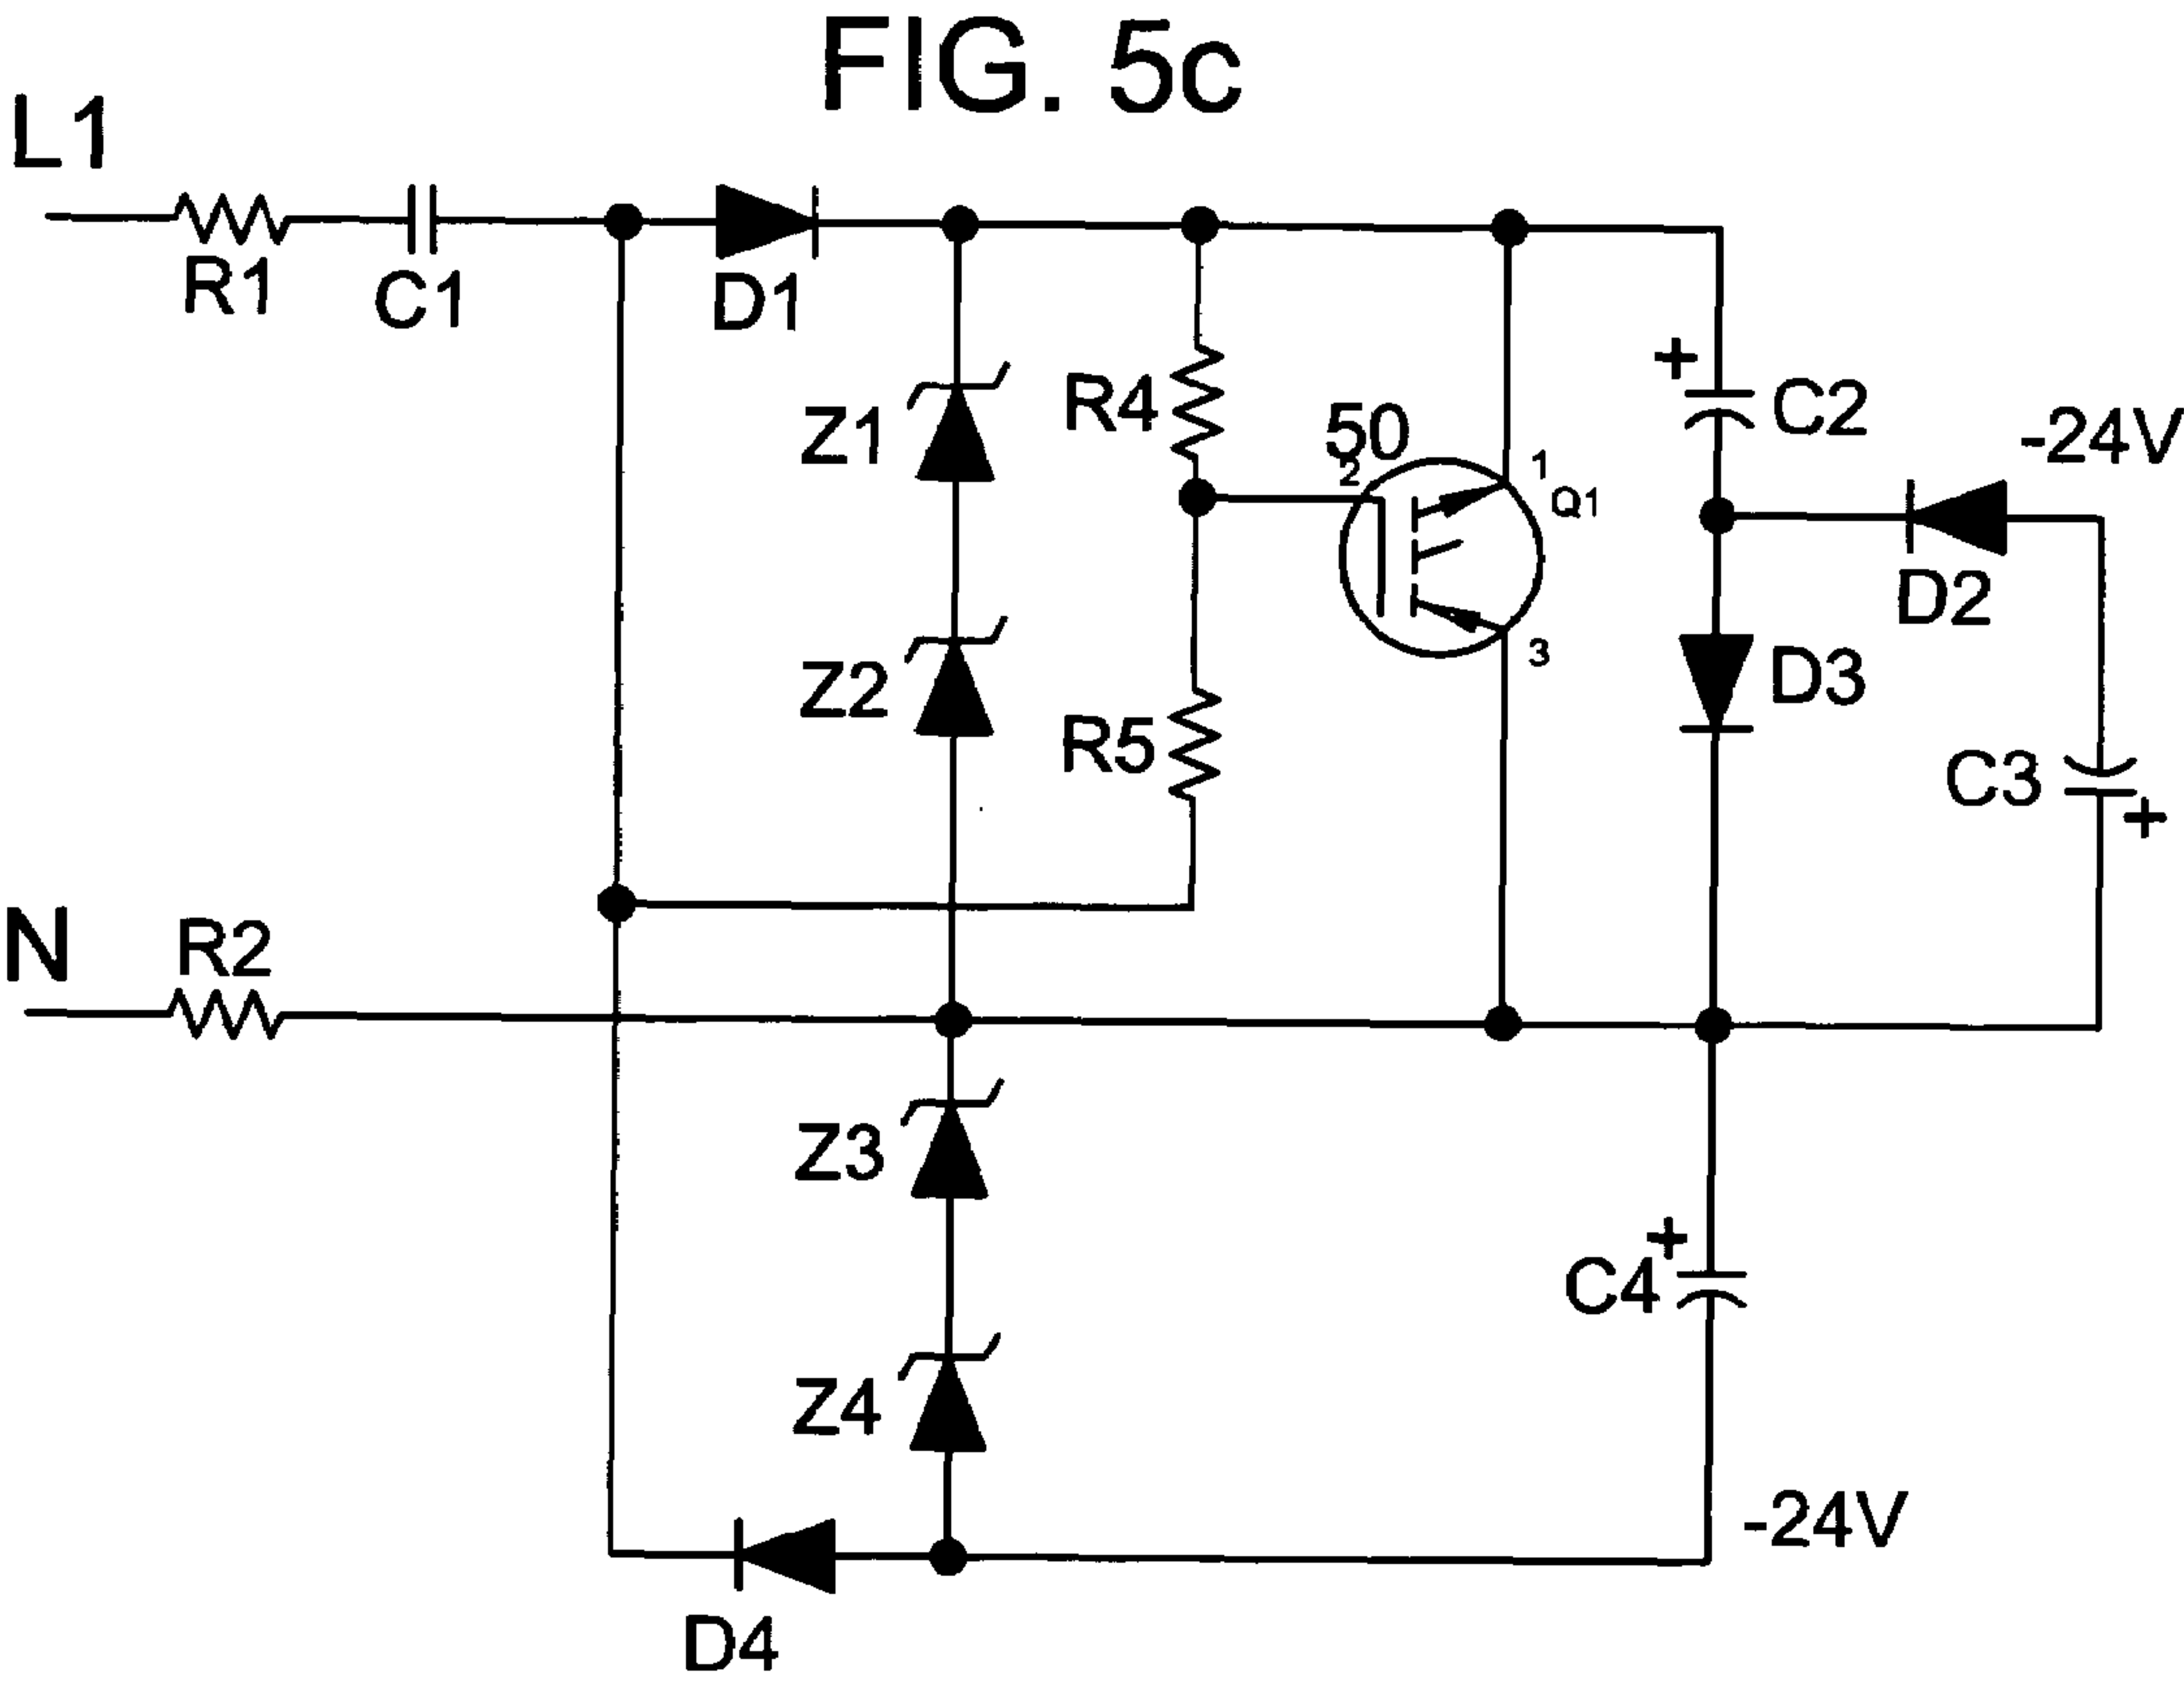 FIG. 5c
L1
R1
C1
D1
Z1
R4
50
2
1
Q1
+
C2
-24V
D2
Z2
R5
3
D3
C3
+
N
R2
Z3
+
C4
Z4
-24V
D4